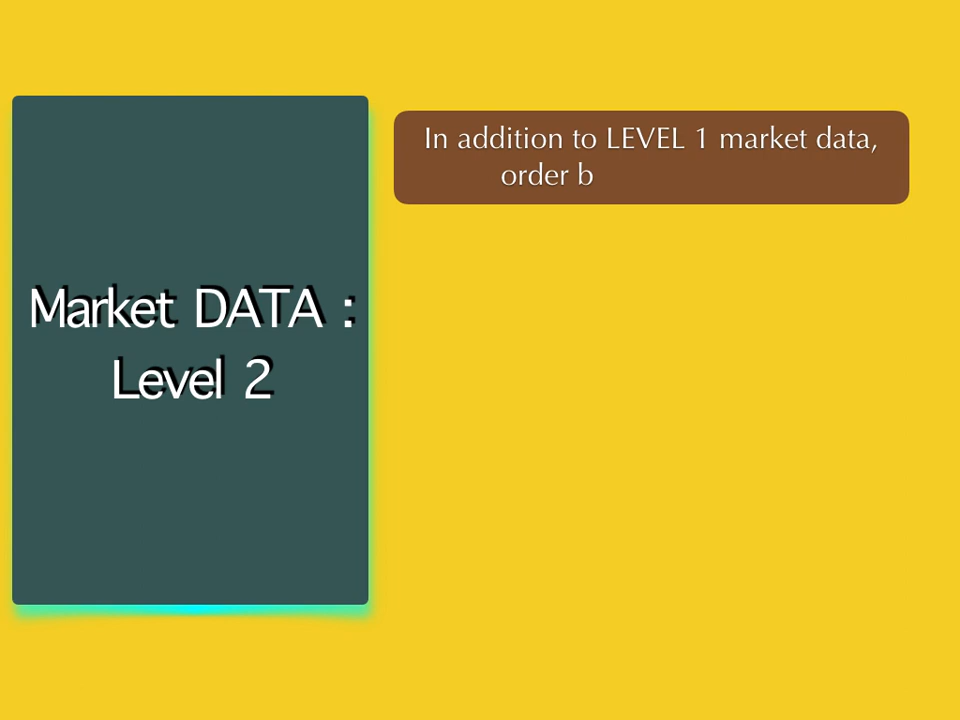 Market DATA :
Level 2
In addition to LEVEL 1 market data,
order b